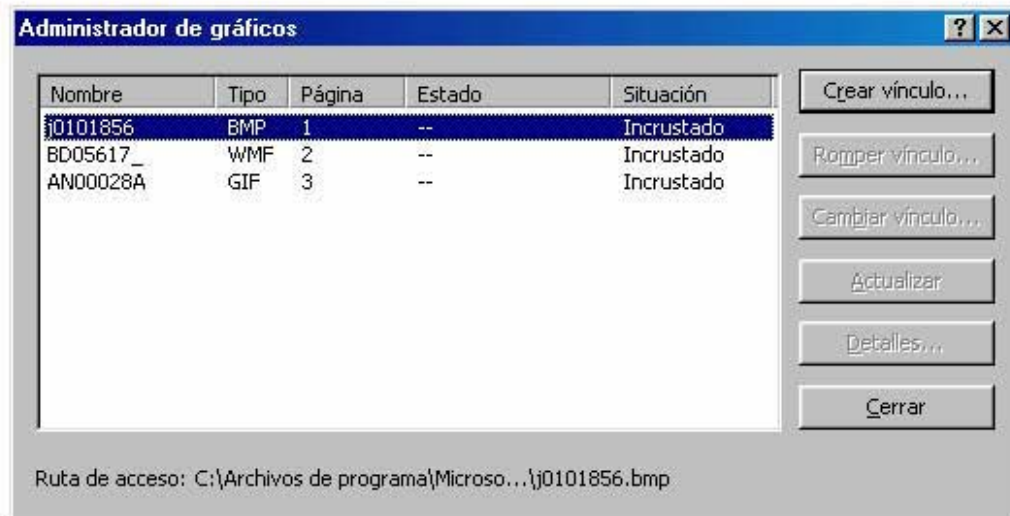 Administrador de gráficos
Nombre Tipo Página Estado Situación
j0101856 BMP 1 -- Incrustado
BD05617_ WMF 2 -- Incrustado
AN00028A GIF 3 -- Incrustado
Crear vínculo...
Romper vínculo...
Cambiar vínculo...
Actualizar
Detalles...
Cerrar
Ruta de acceso: C:\Archivos de programa\Microso...\j0101856.bmp